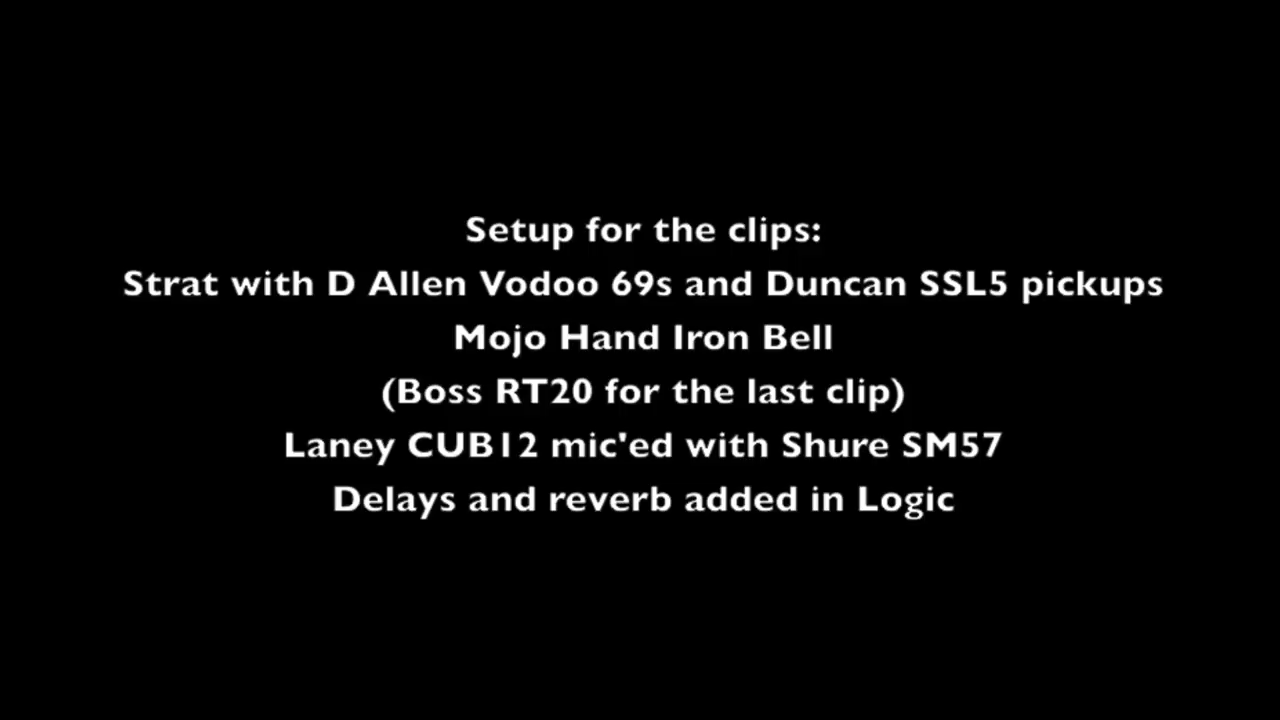 Setup for the clips:
Strat with D Allen Vodoo 69s and Duncan SSL5 pickups
Mojo Hand Iron Bell
(Boss RT20 for the last clip)
Laney CUB12 mic'ed with Shure SM57
Delays and reverb added in Logic